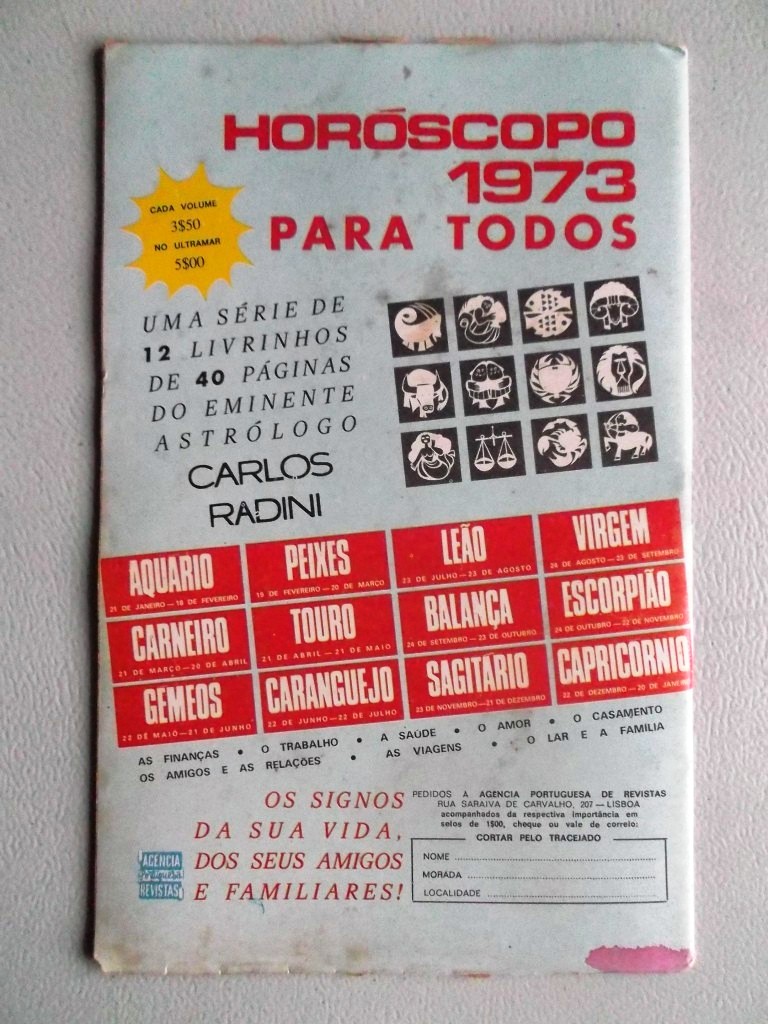 HORÓSCOPO
1973
PARA TODOS
CADA VOLUME
3$50
NO ULTRAMAR
5$00
UMA SÉRIE DE
12 LIVRINHOS
DE 40 PÁGINAS
DO EMINENTE
ASTRÓLOGO
CARLOS
RADINI
AQUARIO
21 DE JANEIRO — 18 DE FEVEREIRO
PEIXES
19 DE FEVEREIRO — 20 DE MARÇO
LEÃO
23 DE JULHO — 23 DE AGOSTO
VIRGEM
24 DE AGOSTO — 23 DE SETEMBRO
CARNEIRO
21 DE MARÇO — 20 DE ABRIL
TOURO
21 DE ABRIL — 21 DE MAIO
BALANÇA
24 DE SETEMBRO — 23 DE OUTUBRO
ESCORPIÃO
24 DE OUTUBRO — 22 DE NOVEMBRO
GEMEOS
22 DE MAIO — 21 DE JUNHO
CARANGUEJO
22 DE JUNHO — 22 DE JULHO
SAGITÁRIO
23 DE NOVEMBRO — 21 DE DEZEMBRO
CAPRICORNIO
22 DE DEZEMBRO — 20 DE JANEIRO
AS FINANÇAS • O TRABALHO • A SAÚDE • O AMOR • O CASAMENTO
OS AMIGOS E AS RELAÇÕES • AS VIAGENS • O LAR E A FAMÍLIA
OS SIGNOS
DA SUA VIDA,
DOS SEUS AMIGOS
E FAMILIARES!
AGENCIA
portuguesa
REVISTAS
PEDIDOS À AGENCIA PORTUGUESA DE REVISTAS
RUA SARAIVA DE CARVALHO, 207 — LISBOA
acompanhados da respectiva importância em
selos de 1$00, cheque ou vale de correio:
CORTAR PELO TRACEJADO
NOME
MORADA
LOCALIDADE